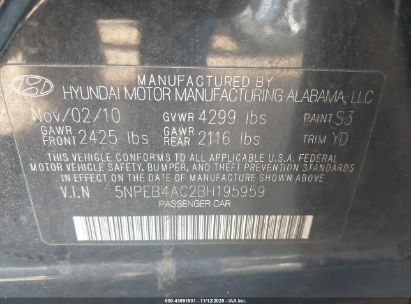 MANUFACTURED BY
HYUNDAI MOTOR MANUFACTURING ALABAMA, LLC
Nov/02/10 GVWR 4299 lbs PAINT S3
GAWR FRONT 2425 lbs GAWR REAR 2116 lbs TRIM YD
THIS VEHICLE CONFORMS TO ALL APPLICABLE U.S.A. FEDERAL
MOTOR VEHICLE SAFETY, BUMPER, AND THEFT PREVENTION STANDARDS
IN EFFECT ON THE DATE OF MANUFACTURE SHOWN ABOVE.
V.I.N. 5NPEB4AC2BH195959
PASSENGER CAR